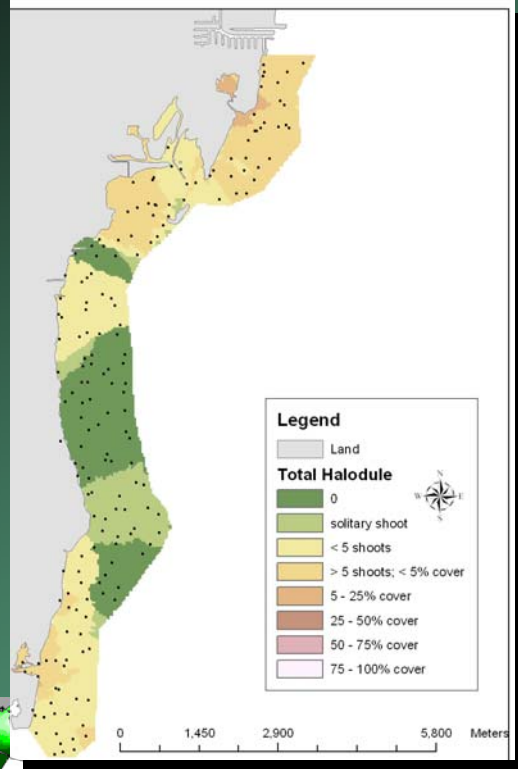 Legend
Land
Total Halodule
N
W E
S
0
solitary shoot
< 5 shoots
> 5 shoots; < 5% cover
5 - 25% cover
25 - 50% cover
50 - 75% cover
75 - 100% cover
0 1,450 2,900 5,800 Meters